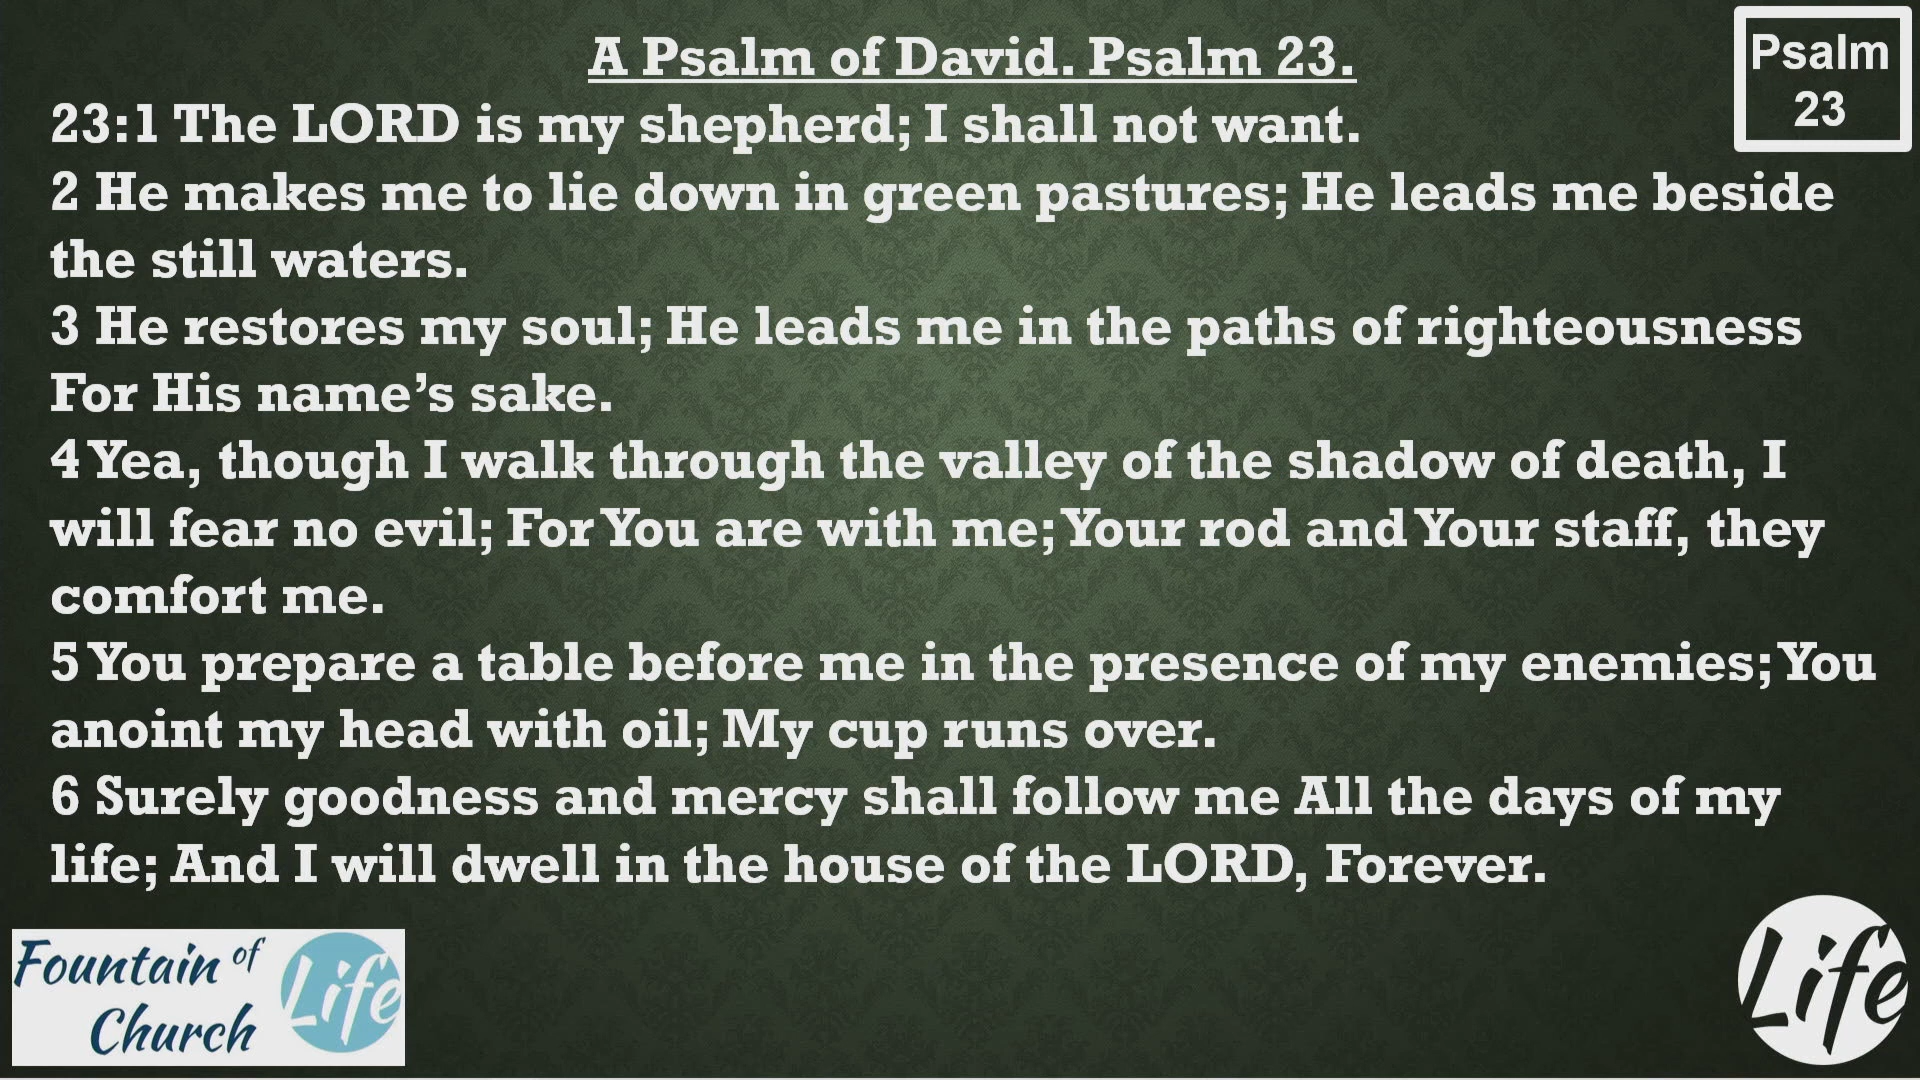 A Psalm of David. Psalm 23.
Psalm
23
23:1 The LORD is my shepherd; I shall not want.
2 He makes me to lie down in green pastures; He leads me beside
the still waters.
3 He restores my soul; He leads me in the paths of righteousness
For His name’s sake.
4 Yea, though I walk through the valley of the shadow of death, I
will fear no evil; For You are with me; Your rod and Your staff, they
comfort me.
5 You prepare a table before me in the presence of my enemies; You
anoint my head with oil; My cup runs over.
6 Surely goodness and mercy shall follow me All the days of my
life; And I will dwell in the house of the LORD, Forever.
Fountain of
Life
Church
Life